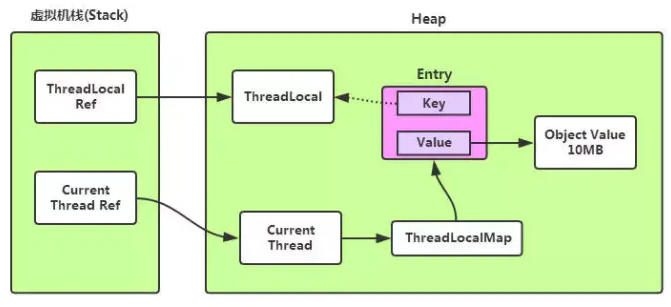 虚拟机栈(Stack)
Heap
ThreadLocal
Ref
ThreadLocal
Entry
Key
Value
Object Value
10MB
Current
Thread Ref
Current
Thread
ThreadLocalMap